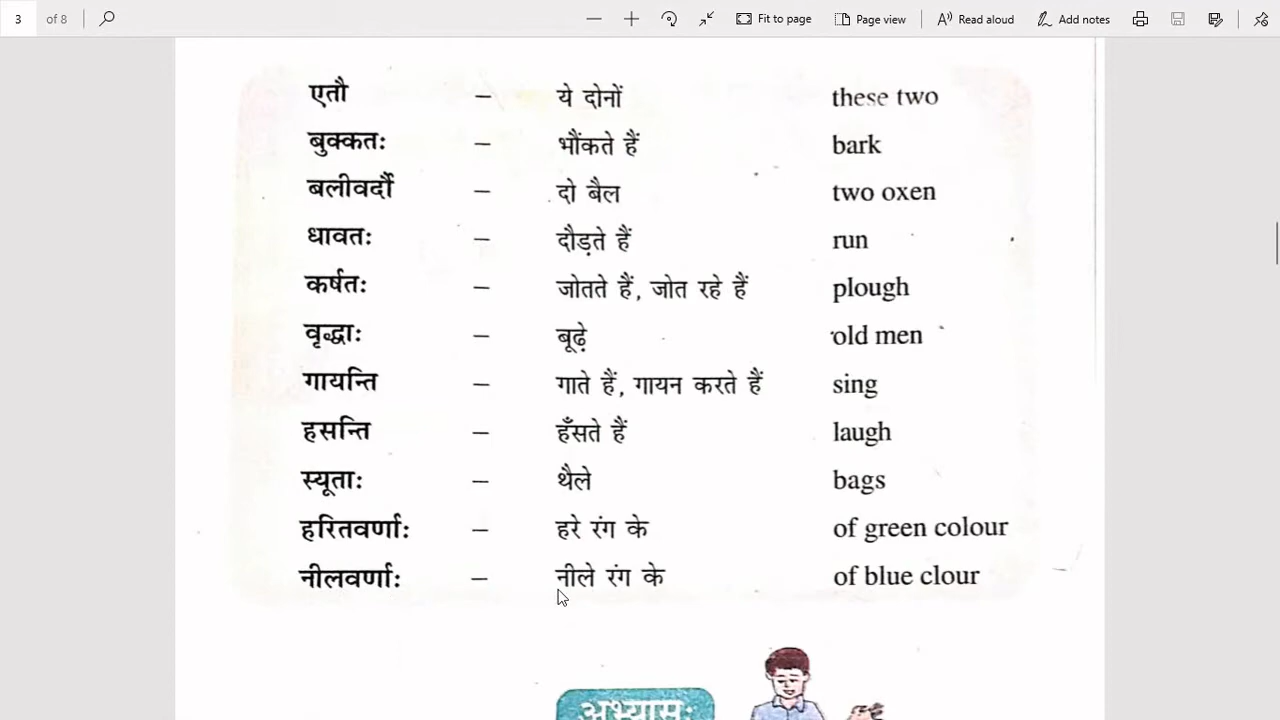 3 of 8 Fit to page Page view Read aloud Add notes
एतौ – ये दोनों these two
बुक्कतः – भौंकते हैं bark
बलीवर्दौ – दो बैल two oxen
धावतः – दौड़ते हैं run
कर्षतः – जोतते हैं, जोत रहे हैं plough
वृद्धाः – बूढ़े old men
गायन्ति – गाते हैं, गायन करते हैं sing
हसन्ति – हँसते हैं laugh
स्यूताः – थैले bags
हरितवर्णाः – हरे रंग के of green colour
नीलवर्णाः – नीले रंग के of blue clour
अभ्यासः